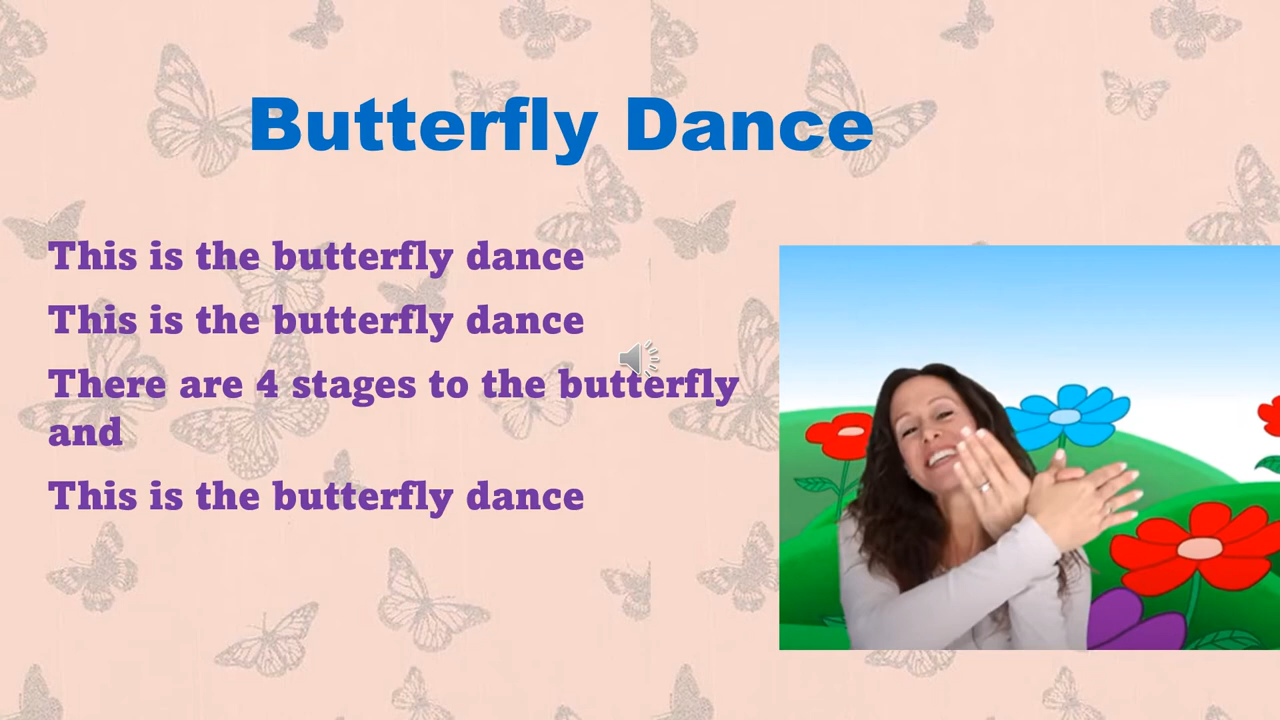 Butterfly Dance
This is the butterfly dance
This is the butterfly dance
There are 4 stages to the butterfly
and
This is the butterfly dance